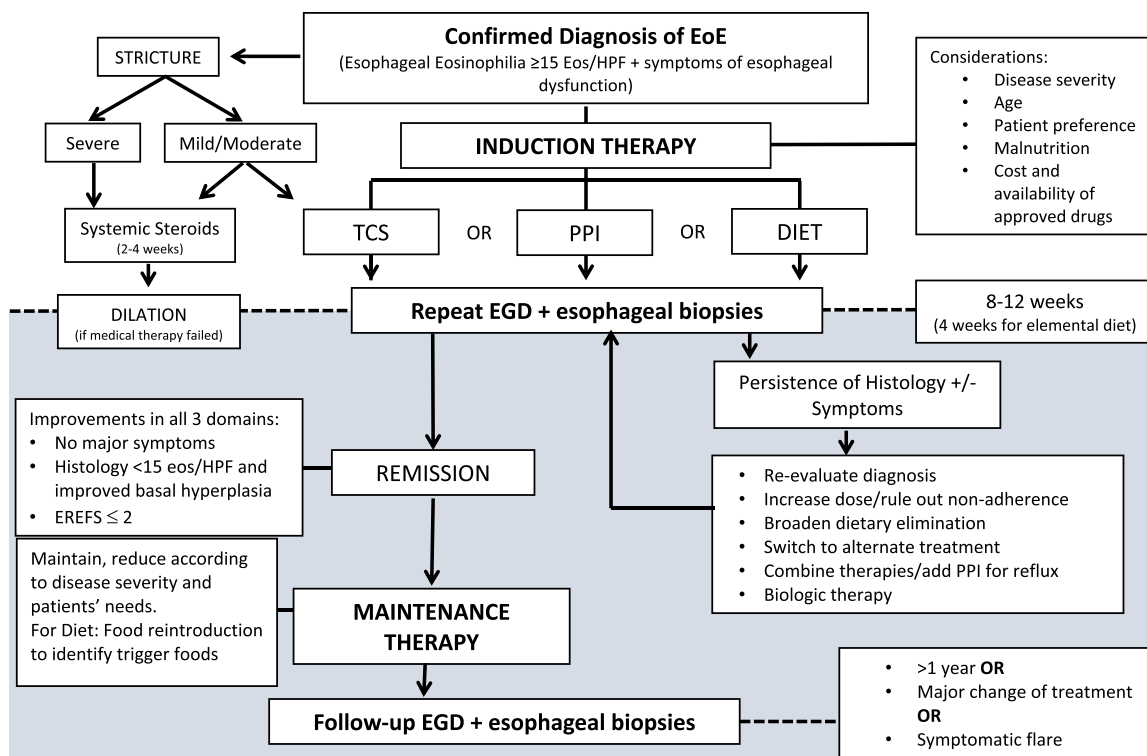 Confirmed Diagnosis of EoE
(Esophageal Eosinophilia ≥15 Eos/HPF + symptoms of esophageal
dysfunction)
STRICTURE
Severe
Mild/Moderate
Systemic Steroids
(2-4 weeks)
DILATION
(if medical therapy failed)
INDUCTION THERAPY
Considerations:
• Disease severity
• Age
• Patient preference
• Malnutrition
• Cost and
availability of
approved drugs
TCS
OR
PPI
OR
DIET
Repeat EGD + esophageal biopsies
8-12 weeks
(4 weeks for elemental diet)
Persistence of Histology +/-
Symptoms
• Re-evaluate diagnosis
• Increase dose/rule out non-adherence
• Broaden dietary elimination
• Switch to alternate treatment
• Combine therapies/add PPI for reflux
• Biologic therapy
Improvements in all 3 domains:
• No major symptoms
• Histology <15 eos/HPF and
improved basal hyperplasia
• EREFS ≤ 2
REMISSION
Maintain, reduce according
to disease severity and
patients’ needs.
For Diet: Food reintroduction
to identify trigger foods
MAINTENANCE
THERAPY
Follow-up EGD + esophageal biopsies
• >1 year OR
• Major change of treatment
OR
• Symptomatic flare